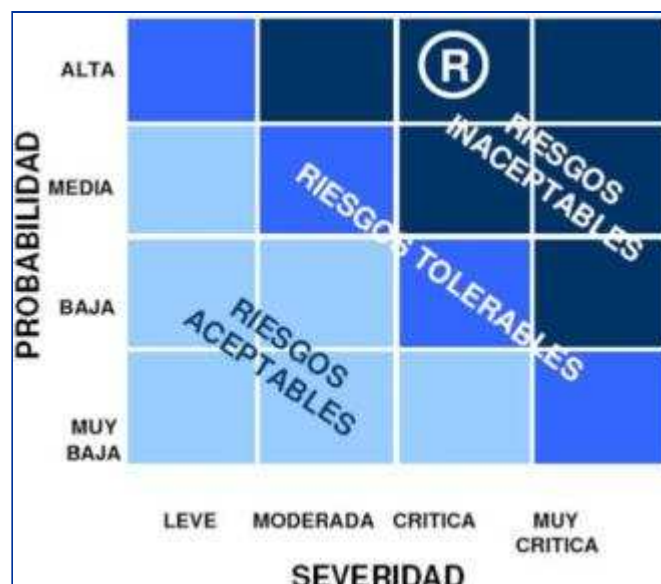 ALTA
R
RIESGOS
INACEPTABLES
MEDIA
RIESGOS TOLERABLES
PROBABILIDAD
BAJA
RIESGOS
ACEPTABLES
MUY
BAJA
LEVE
MODERADA
CRITICA
MUY
CRITICA
SEVERIDAD